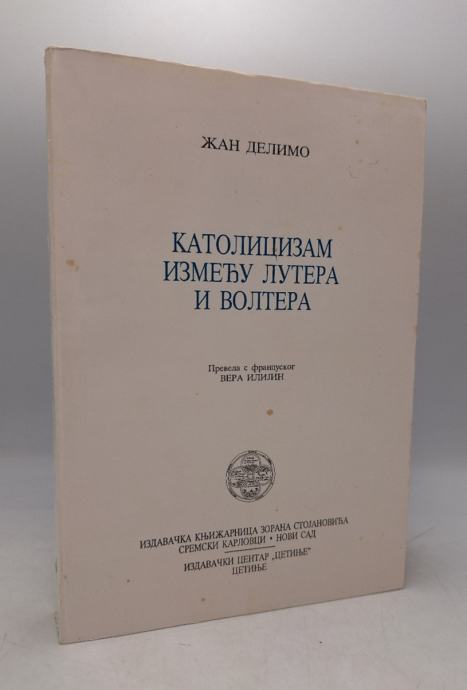 ЖАН ДЕЛИМО
КАТОЛИЦИЗАМ
ИЗМЕЂУ ЛУТЕРА
И ВОЛТЕРА
Превела с француског
ВЕРА ИЛИЈИН
ИЗДАВАЧКА КЊИЖАРНИЦА ЗОРАНА СТОЈАНОВИЋА
СРЕМСКИ КАРЛОВЦИ • НОВИ САД
ИЗДАВАЧКИ ЦЕНТАР „ЦЕТИЊЕ”
ЦЕТИЊЕ